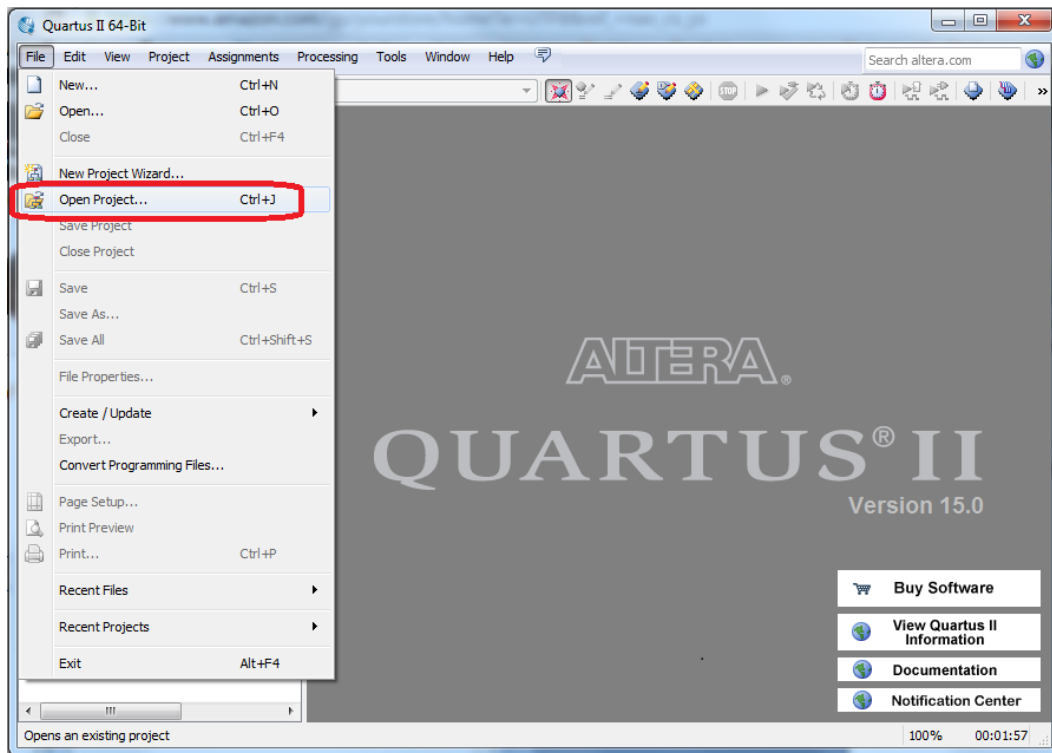 Quartus II 64-Bit
File Edit View Project Assignments Processing Tools Window Help
Search altera.com
New... Ctrl+N
Open... Ctrl+O
Close Ctrl+F4
New Project Wizard...
Open Project... Ctrl+J
Save Project
Close Project
Save Ctrl+S
Save As...
Save All Ctrl+Shift+S
File Properties...
Create / Update
Export...
Convert Programming Files...
Page Setup...
Print Preview
Print... Ctrl+P
Recent Files
Recent Projects
Exit Alt+F4
STOP
»
ALTERA®
QUARTUS® II
Version 15.0
Buy Software
View Quartus II
Information
Documentation
Notification Center
Opens an existing project
100% 00:01:57